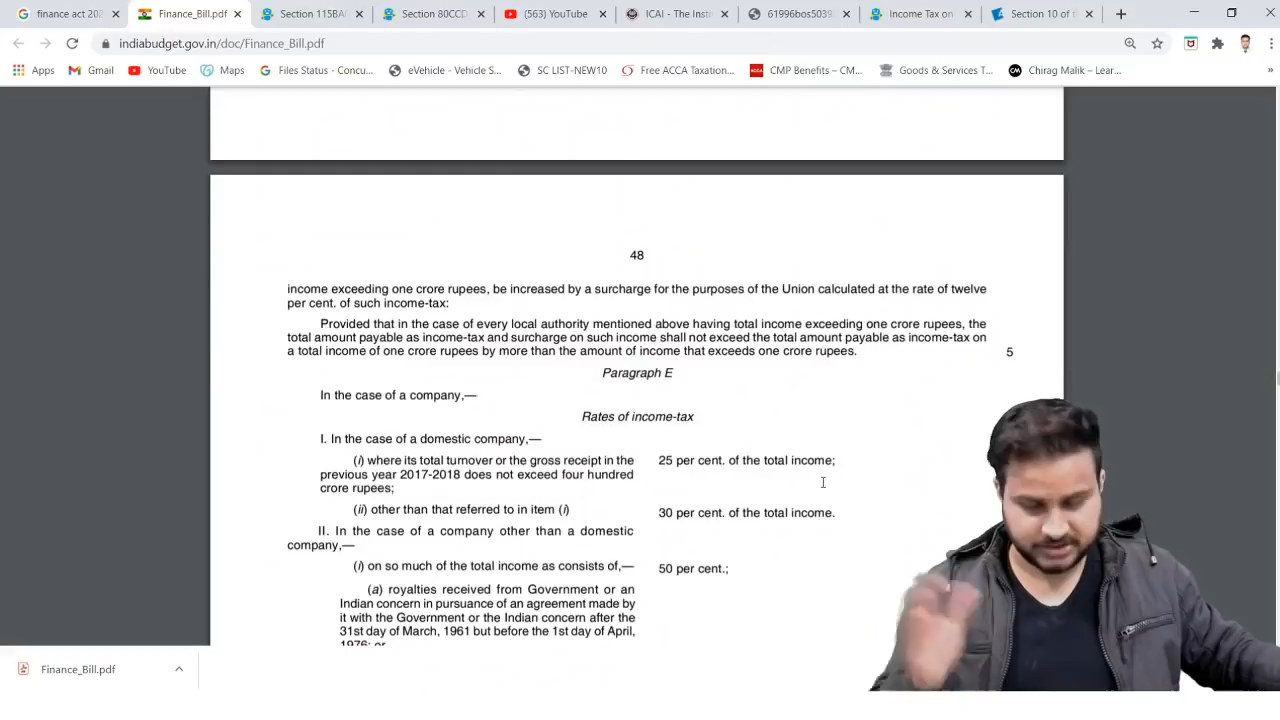 finance act 202
Finance_Bill.pdf
Section 115BA
Section 80CCD
(563) YouTube
ICAI - The Inst
61996bos5039
Income Tax on
Section 10 of t
indiabudget.gov.in/doc/Finance_Bill.pdf
Apps
Gmail
YouTube
Maps
Files Status - Concu...
eVehicle - Vehicle S...
SC LIST-NEW10
Free ACCA Taxation...
CMP Benefits – CM...
Goods & Services T...
Chirag Malik – Lear...
»
48
income exceeding one crore rupees, be increased by a surcharge for the purposes of the Union calculated at the rate of twelve
per cent. of such income-tax:
Provided that in the case of every local authority mentioned above having total income exceeding one crore rupees, the
total amount payable as income-tax and surcharge on such income shall not exceed the total amount payable as income-tax on
a total income of one crore rupees by more than the amount of income that exceeds one crore rupees.
5
Paragraph E
In the case of a company,—
Rates of income-tax
I. In the case of a domestic company,—
(i) where its total turnover or the gross receipt in the
previous year 2017-2018 does not exceed four hundred
crore rupees;
25 per cent. of the total income;
(ii) other than that referred to in item (i)
30 per cent. of the total income.
II. In the case of a company other than a domestic
company,—
(i) on so much of the total income as consists of,—
50 per cent.;
(a) royalties received from Government or an
Indian concern in pursuance of an agreement made by
it with the Government or the Indian concern after the
31st day of March, 1961 but before the 1st day of April,
1976; or
Finance_Bill.pdf